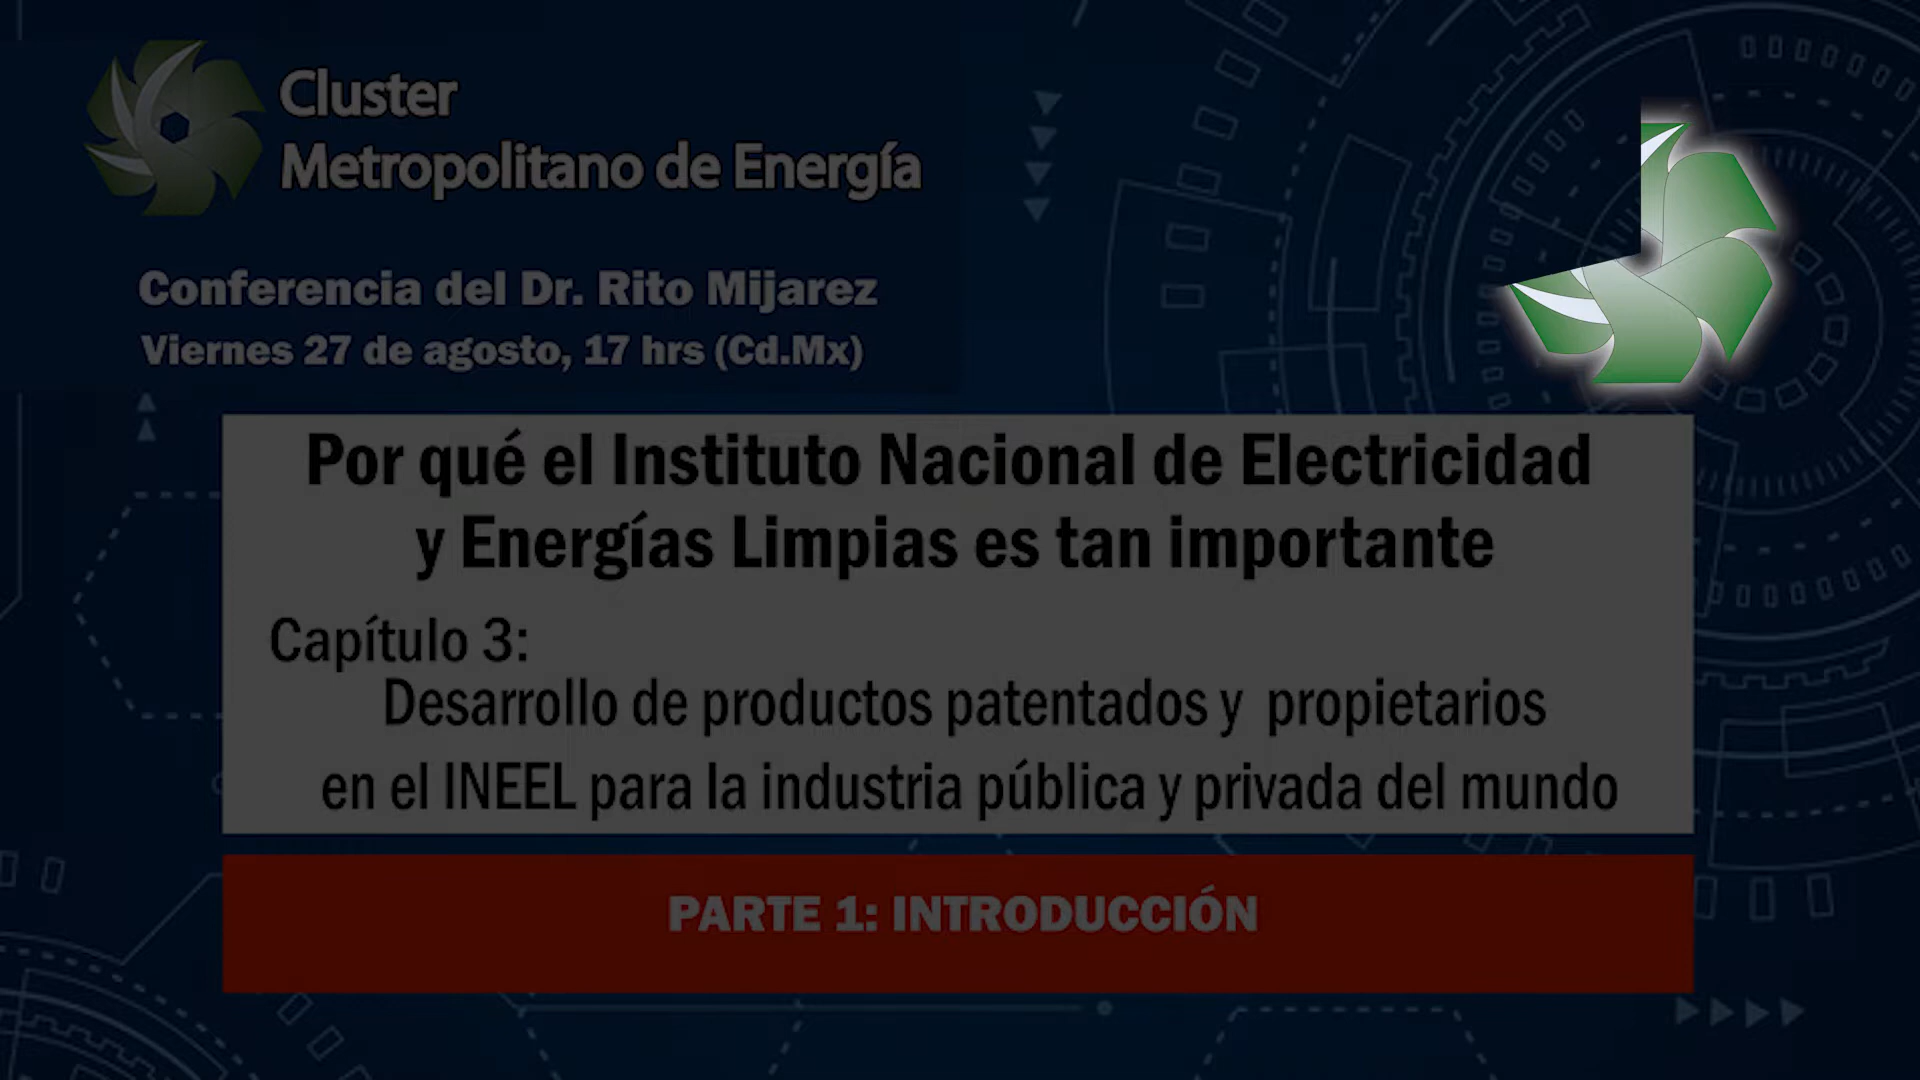 Cluster
Metropolitano de Energía
Conferencia del Dr. Rito Mijarez
Viernes 27 de agosto, 17 hrs (Cd.Mx)
Por qué el Instituto Nacional de Electricidad
y Energías Limpias es tan importante
Capítulo 3:
Desarrollo de productos patentados y propietarios
en el INEEL para la industria pública y privada del mundo
PARTE 1: INTRODUCCIÓN